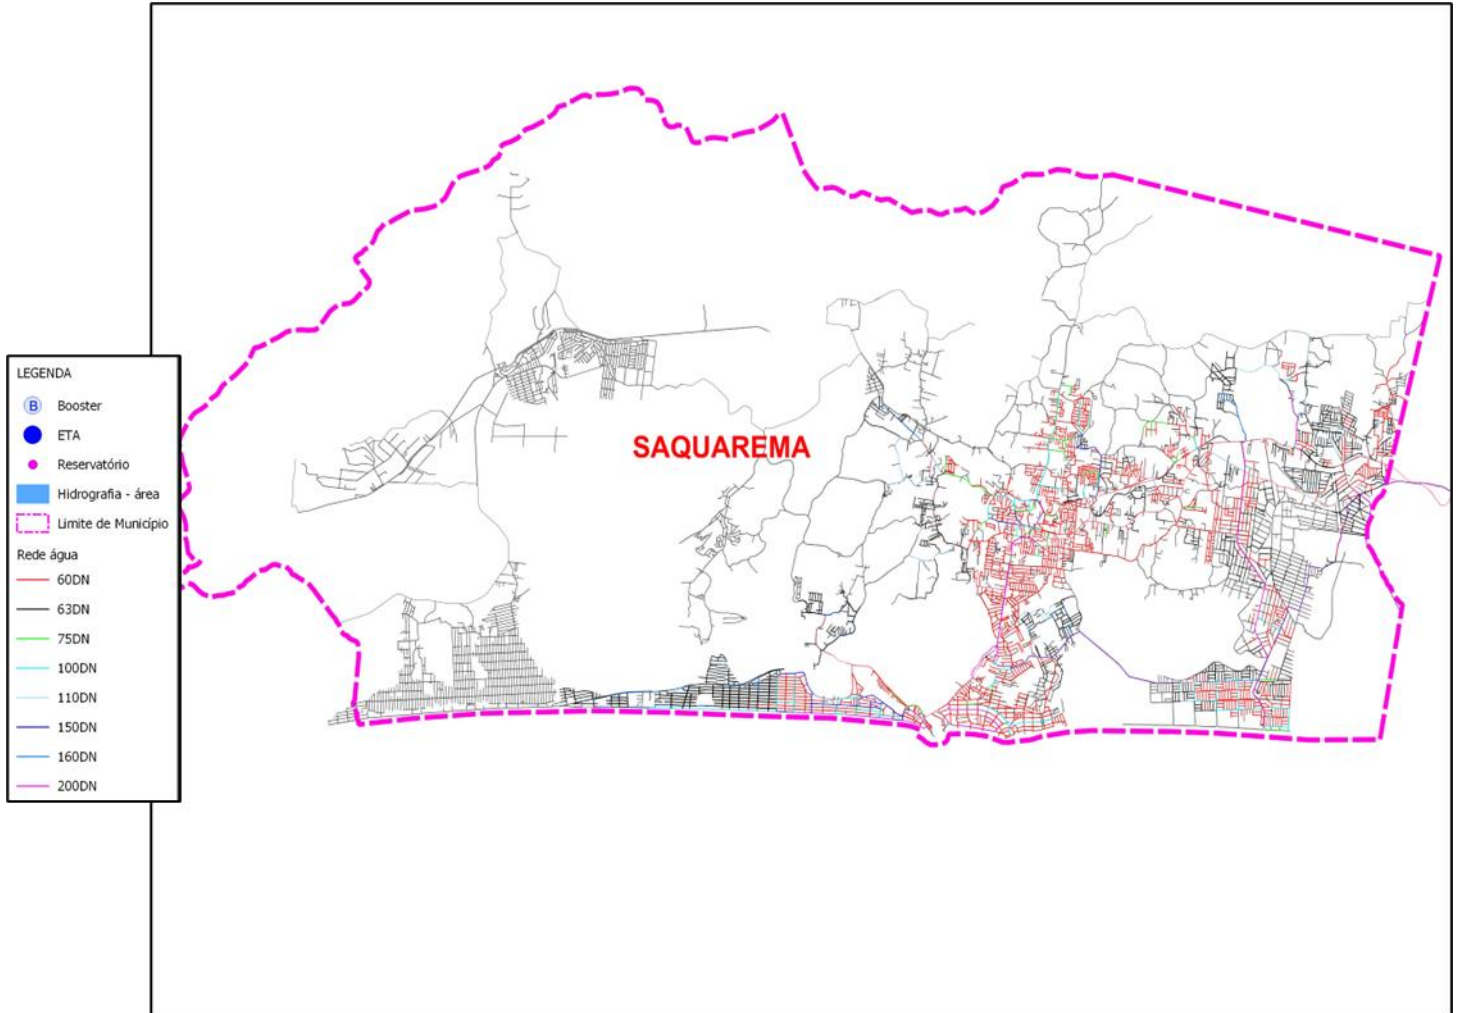 SAQUAREMA
LEGENDA
B Booster
ETA
Reservatório
Hidrografia - área
Limite de Município
Rede água
60DN
63DN
75DN
100DN
110DN
150DN
160DN
200DN